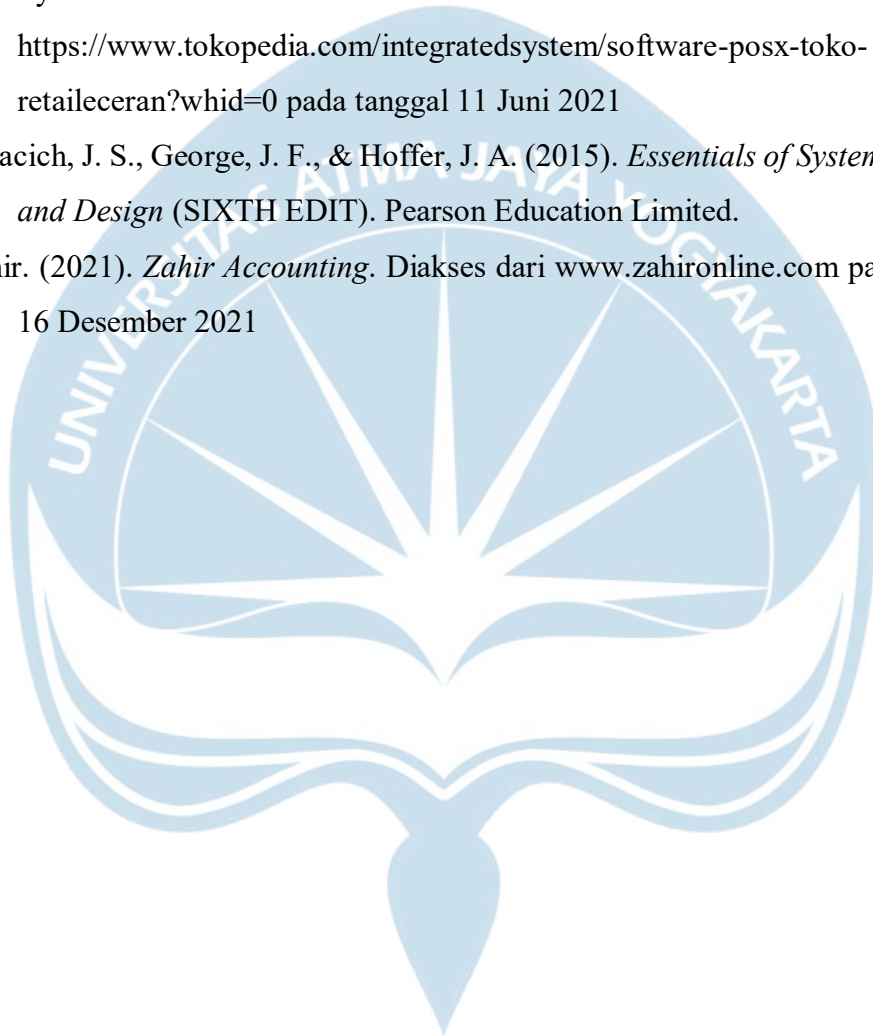 https://www.tokopedia.com/integratedsystem/software-posx-toko-
retaileceran?whid=0 pada tanggal 11 Juni 2021
acich, J. S., George, J. F., & Hoffer, J. A. (2015). Essentials of System
and Design (SIXTH EDIT). Pearson Education Limited.
ir. (2021). Zahir Accounting. Diakses dari www.zahironline.com pa
16 Desember 2021
UNIVERSITAS ATMA JAYA YOGYAKARTA